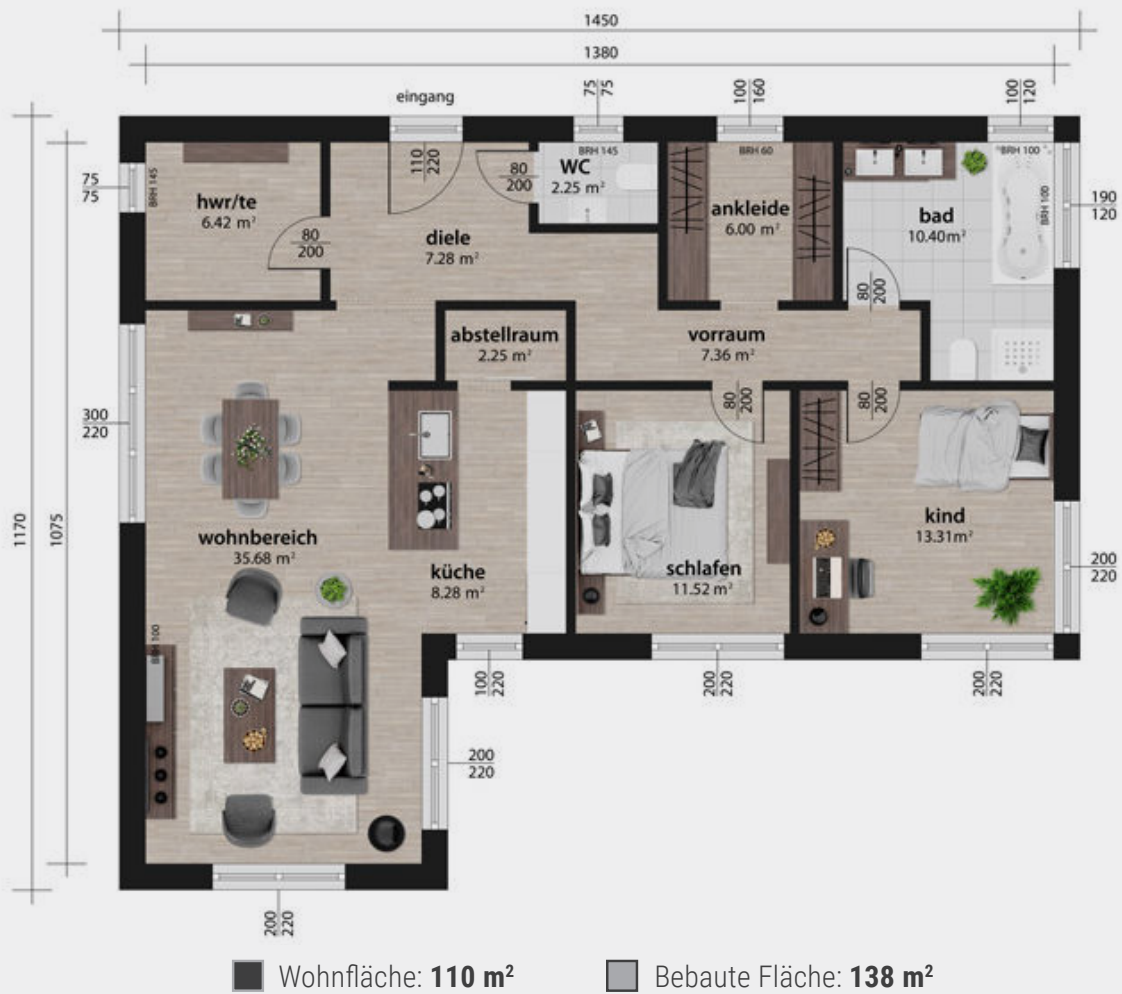 1450
1380
eingang
75
75
100
160
100
120
110
220
80
200
BRH 145
WC
2.25 m²
BRH 60
BRH 100
75
75
BRH 145
hwr/te
6.42 m²
80
200
diele
7.28 m²
ankleide
6.00 m²
bad
10.40m²
BRH 100
190
120
80
200
abstellraum
2.25 m²
vorraum
7.36 m²
80
200
80
200
300
220
1170
1075
wohnbereich
35.68 m²
küche
8.28 m²
schlafen
11.52 m²
kind
13.31m²
200
220
BRH 100
100
220
200
220
200
220
200
220
200
220
Wohnfläche: 110 m²
Bebaute Fläche: 138 m²